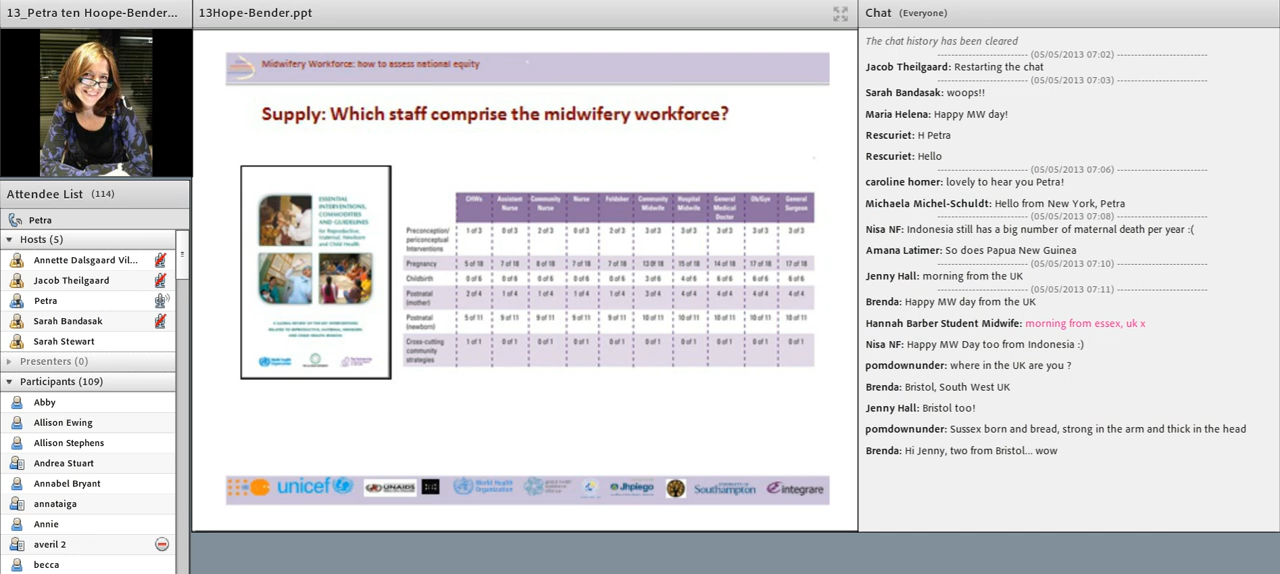 13_Petra ten Hoope-Bender...
13Hope-Bender.ppt
Chat (Everyone)
Attendee List (114)
Petra
Hosts (5)
Annette Dalsgaard Vil...
Jacob Theilgaard
Petra
Sarah Bandasak
Sarah Stewart
Presenters (0)
Participants (109)
Abby
Allison Ewing
Allison Stephens
Andrea Stuart
Annabel Bryant
annataiga
Annie
averil 2
becca
Midwifery Workforce: how to assess national equity
Supply: Which staff comprise the midwifery workforce?
ESSENTIAL
INTERVENTIONS,
COMMODITIES
AND GUIDELINES
for Reproductive,
Maternal, Newborn
and Child Health
CHWs Assistant Nurse Community Nurse Nurse Feldsher Community Midwife Hospital Midwife General Medical Doctor Ob/Gyn General Surgeon
Preconception/ periconceptual interventions 1 of 3 0 of 3 2 of 3 3 of 3 2 of 3 3 of 3 3 of 3 3 of 3 3 of 3 3 of 3
Pregnancy 5 of 18 7 of 18 8 of 18 7 of 18 7 of 18 13 of 18 15 of 18 14 of 18 17 of 18 17 of 18
Childbirth 0 of 6 0 of 6 0 of 6 0 of 6 0 of 6 6 of 6 6 of 6 6 of 6 6 of 6
Postnatal (mother) 2 of 4 1 of 4 1 of 4 1 of 4 1 of 4 3 of 4 4 of 4 4 of 4 4 of 4 4 of 4
Postnatal (newborn) 5 of 11 9 of 11 9 of 11 9 of 11 9 of 11 10 of 11 10 of 11 10 of 11 10 of 11 10 of 11
Cross-cutting community strategies 1 of 1 0 of 1 0 of 1 0 of 1 0 of 1 0 of 1 0 of 1 0 of 1 0 of 1 0 of 1
unicef
UNAIDS
World Health Organization
Jhpiego
Southampton
integrare
The chat history has been cleared
(05/05/2013 07:02)
Jacob Theilgaard: Restarting the chat
(05/05/2013 07:03)
Sarah Bandasak: woops!!
Maria Helena: Happy MW day!
Rescuriet: H Petra
Rescuriet: Hello
(05/05/2013 07:06)
caroline homer: lovely to hear you Petra!
Michaela Michel-Schuldt: Hello from New York, Petra
(05/05/2013 07:08)
Nisa NF: Indonesia still has a big number of maternal death per year :(
Amana Latimer: So does Papua New Guinea
(05/05/2013 07:10)
Jenny Hall: morning from the UK
(05/05/2013 07:11)
Brenda: Happy MW day from the UK
Hannah Barber Student Midwife: morning from essex, uk x
Nisa NF: Happy MW Day too from Indonesia :)
pomdownunder: where in the UK are you ?
Brenda: Bristol, South West UK
Jenny Hall: Bristol too!
pomdownunder: Sussex born and bread, strong in the arm and thick in the head
Brenda: Hi Jenny, two from Bristol... wow